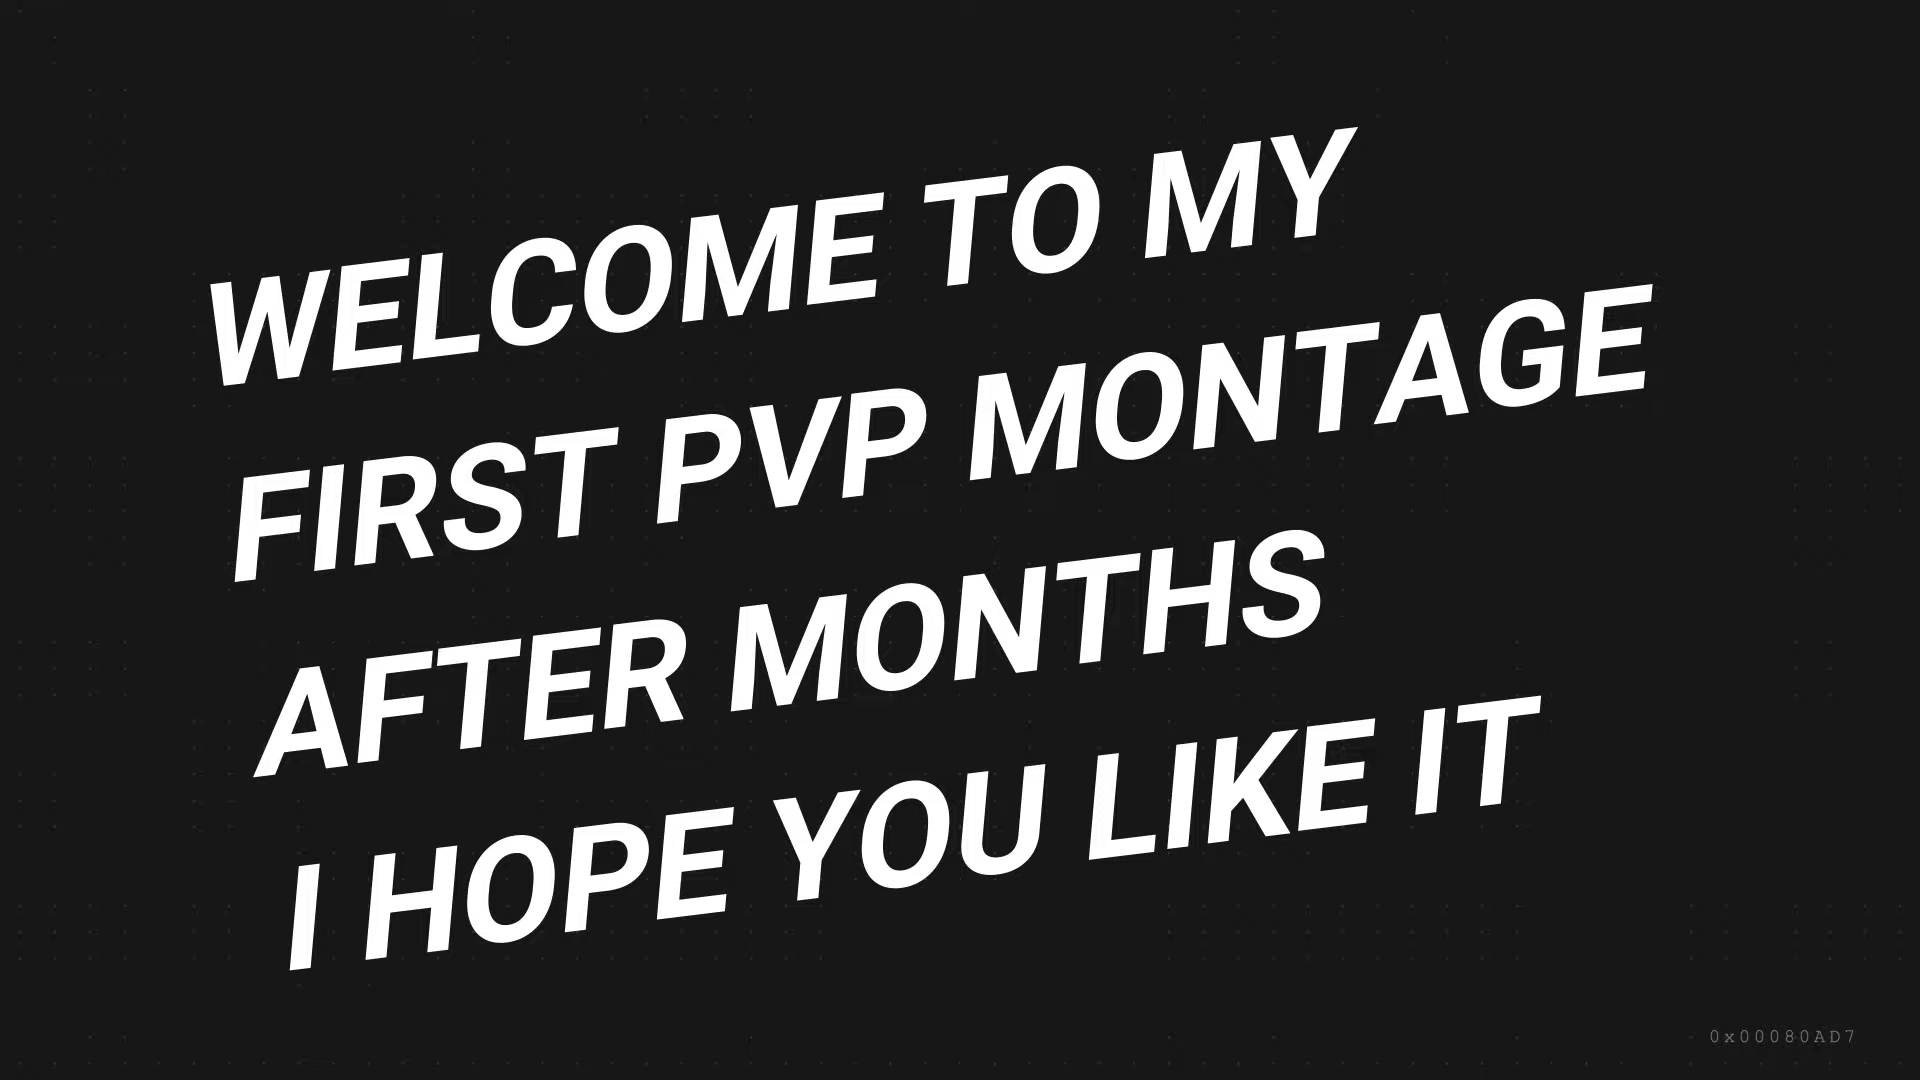 WELCOME TO MY
FIRST PVP MONTAGE
AFTER MONTHS
I HOPE YOU LIKE IT
0x00080AD7